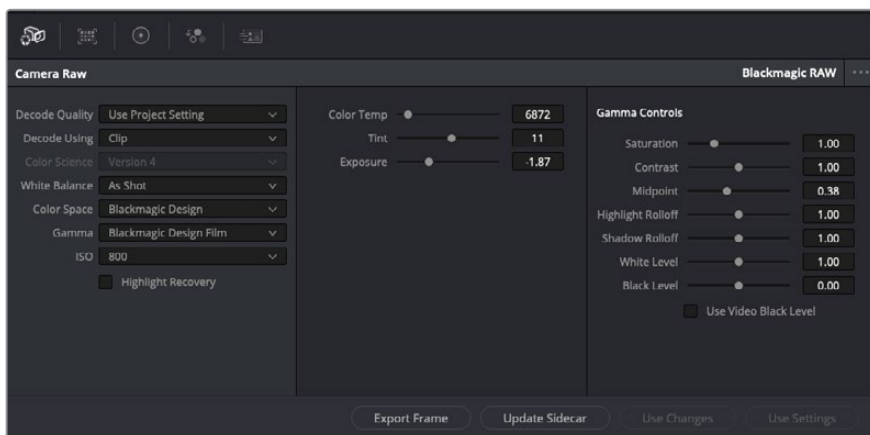 Camera Raw
Blackmagic RAW
Decode Quality Use Project Setting
Decode Using Clip
Color Science Version 4
White Balance As Shot
Color Space Blackmagic Design
Gamma Blackmagic Design Film
ISO 800
Highlight Recovery
Color Temp 6872
Tint 11
Exposure -1.87
Gamma Controls
Saturation 1.00
Contrast 1.00
Midpoint 0.38
Highlight Rolloff 1.00
Shadow Rolloff 1.00
White Level 1.00
Black Level 0.00
Use Video Black Level
Export Frame
Update Sidecar
Use Changes
Use Settings